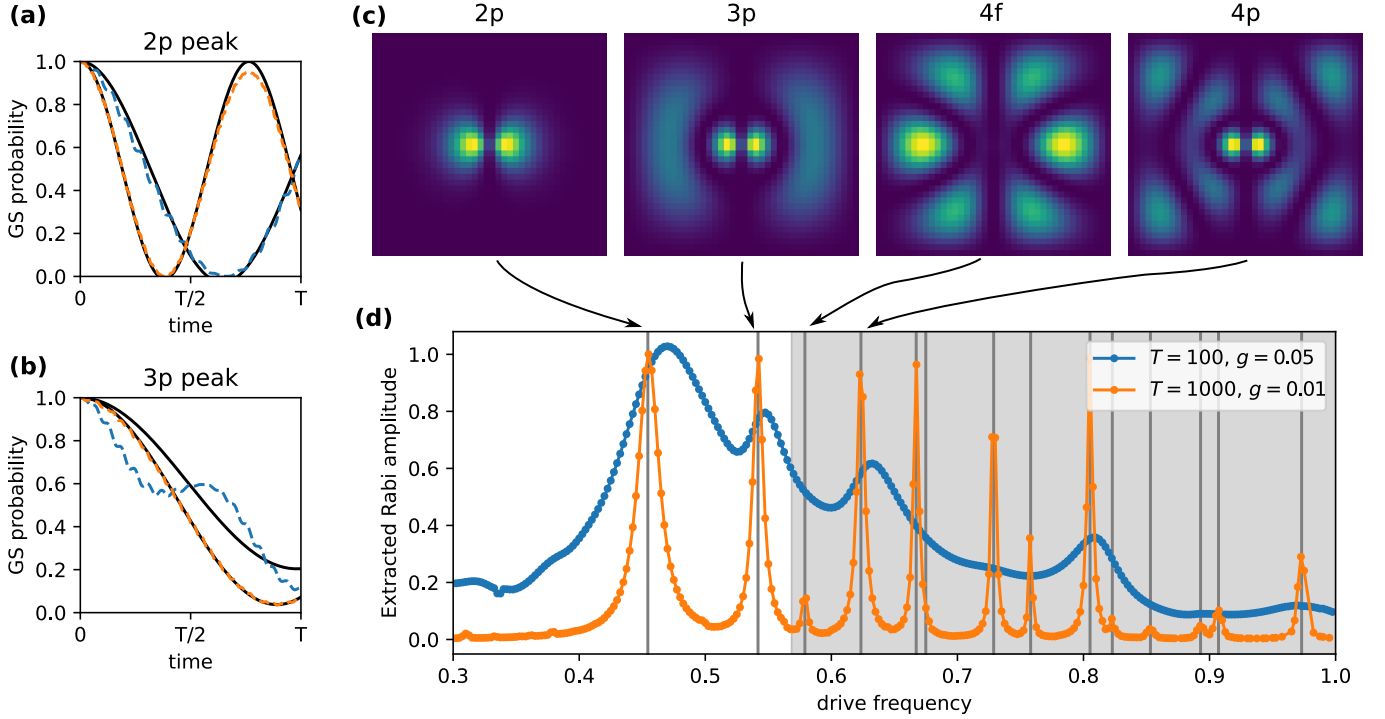 (a)
2p peak
GS probability
1.0
0.8
0.6
0.4
0.2
0.0
0
T/2
T
time
(b)
3p peak
GS probability
1.0
0.8
0.6
0.4
0.2
0.0
0
T/2
T
time
(c)
2p
3p
4f
4p
(d)
Extracted Rabi amplitude
1.0
0.8
0.6
0.4
0.2
0.0
T = 100, g = 0.05
T = 1000, g = 0.01
0.3
0.4
0.5
0.6
0.7
0.8
0.9
1.0
drive frequency